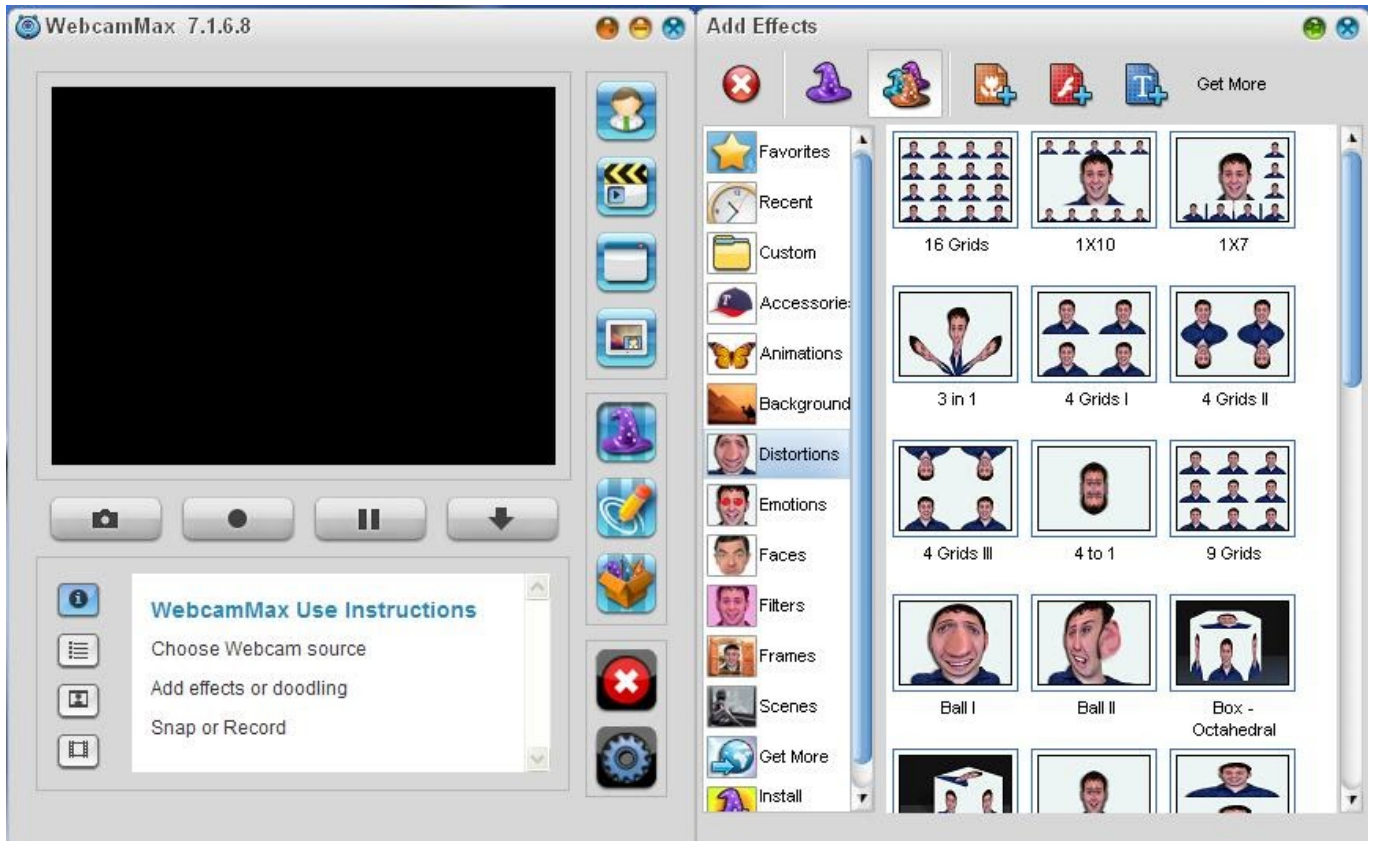 WebcamMax 7.1.6.8
WebcamMax Use Instructions
Choose Webcam source
Add effects or doodling
Snap or Record
Add Effects
Get More
Favorites
Recent
Custom
Accessories
Animations
Background
Distortions
Emotions
Faces
Filters
Frames
Scenes
Get More
Install
16 Grids
1X10
1X7
3 in 1
4 Grids I
4 Grids II
4 Grids III
4 to 1
9 Grids
Ball I
Ball II
Box -
Octahedral